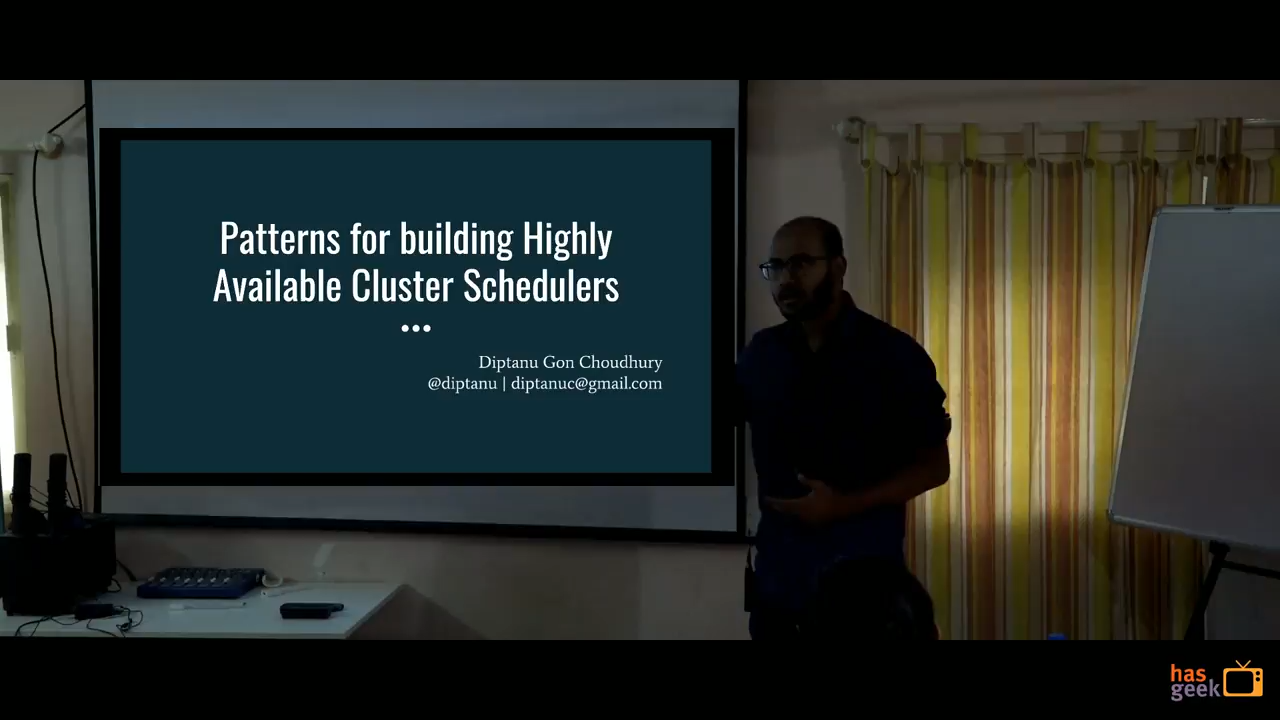 Patterns for building Highly
Available Cluster Schedulers
Diptanu Gon Choudhury
@diptanu | diptanuc@gmail.com
has
geek